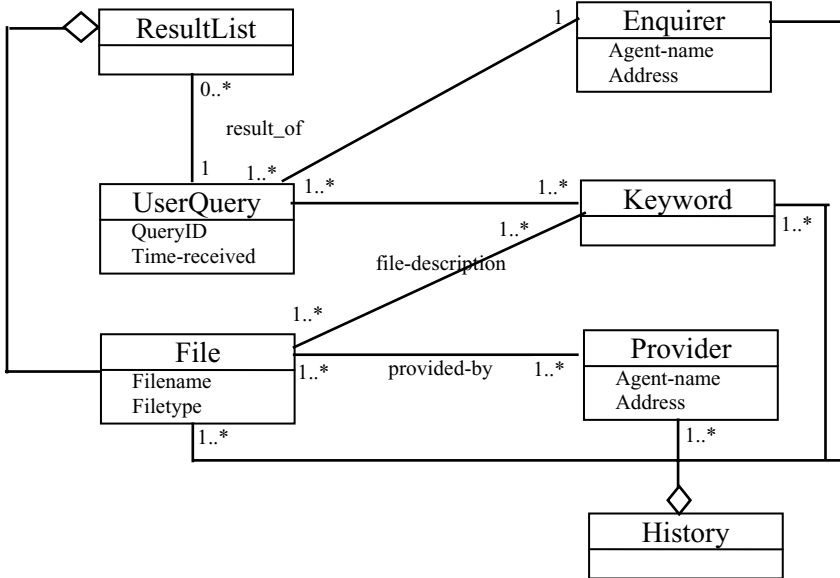 ResultList
Enquirer
Agent-name
Address
1
0..*
result_of
1
1..*
1..*
1..*
UserQuery
QueryID
Time-received
Keyword
1..*
1..*
file-description
1..*
File
Filename
Filetype
1..*
provided-by
1..*
Provider
Agent-name
Address
1..*
1..*
History